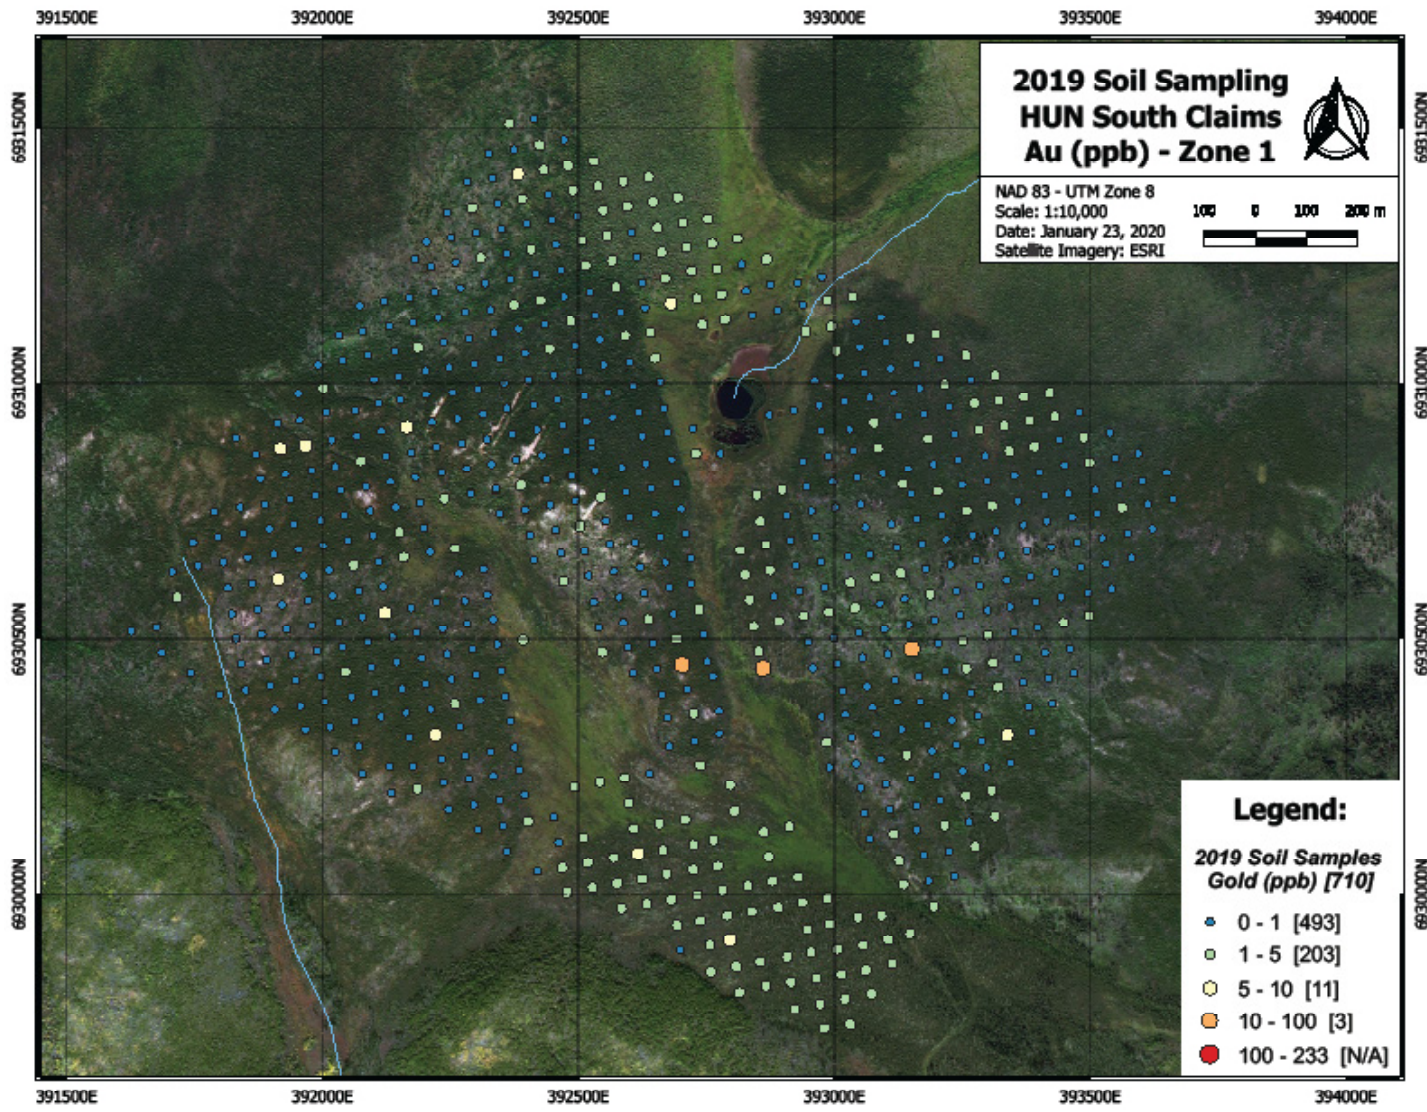 391500E 392000E 392500E 393000E 393500E 394000E
2019 Soil Sampling
HUN South Claims
Au (ppb) - Zone 1
NAD 83 - UTM Zone 8
Scale: 1:10,000
Date: January 23, 2020
Satellite Imagery: ESRI
100 0 100 200 m
6931500N 6931500N
6931000N 6931000N
6930500N 6930500N
6930000N 6930000N
Legend:
2019 Soil Samples
Gold (ppb) [710]
0 - 1 [493]
1 - 5 [203]
5 - 10 [11]
10 - 100 [3]
100 - 233 [N/A]
391500E 392000E 392500E 393000E 393500E 394000E